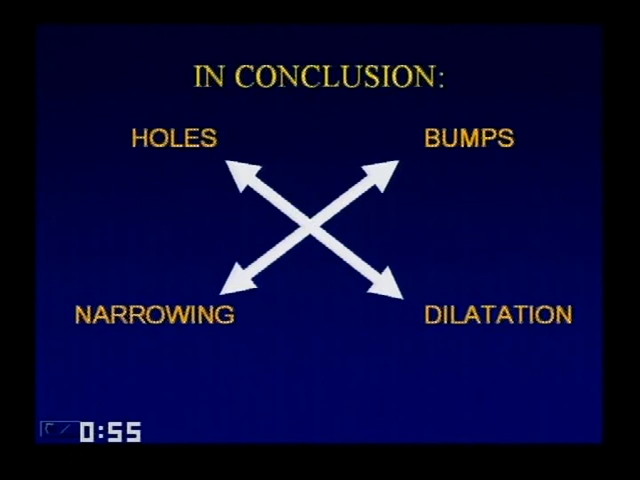 IN CONCLUSION:
HOLES
BUMPS
NARROWING
DILATATION
0:55